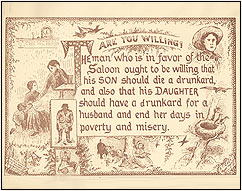 ARE YOU WILLING?
THE man who is in favor of the
Saloon ought to be willing that
his SON should die a drunkard,
and also that his DAUGHTER
should have a drunkard for a
husband and end her days in
poverty and misery.